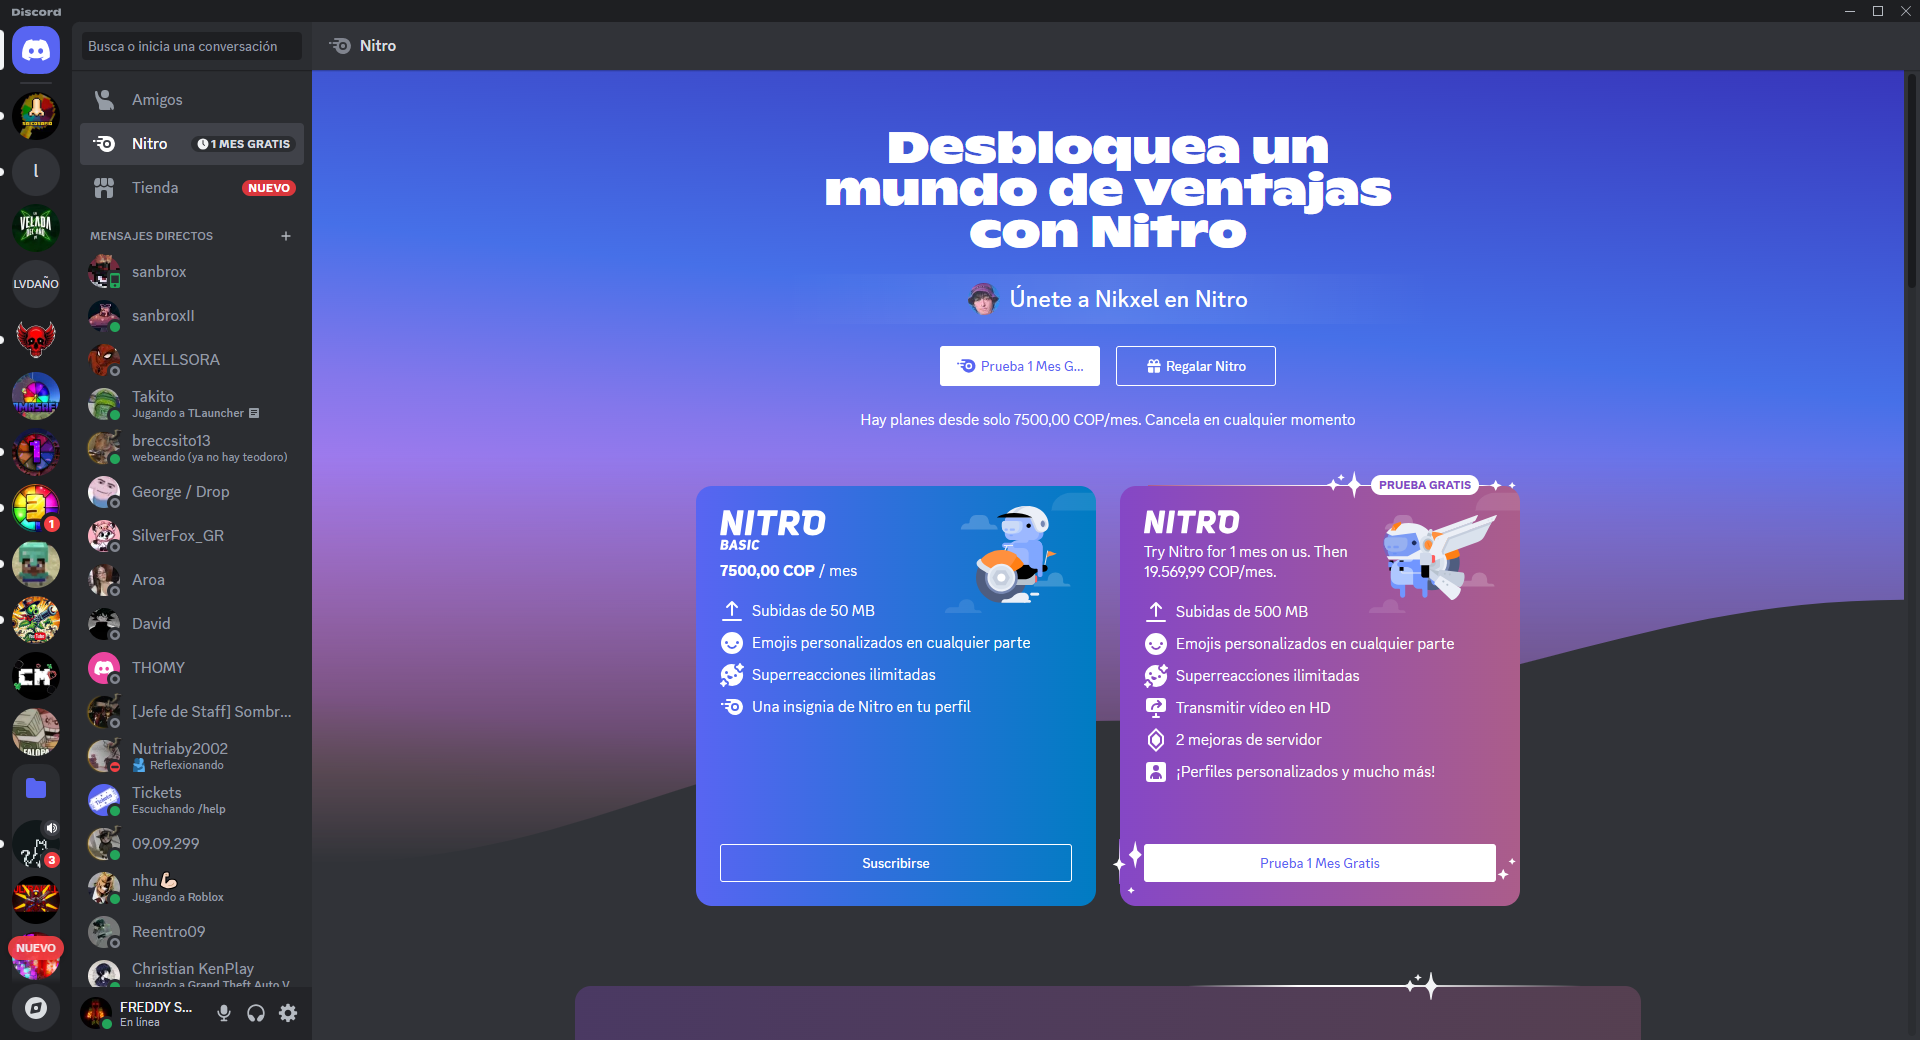 Discord
Busca o inicia una conversación
Nitro
Amigos
Nitro
1 MES GRATIS
Tienda
NUEVO
MENSAJES DIRECTOS
sanbrox
sanbroxII
AXELLSORA
Takito
Jugando a TLauncher
breccsito13
webeando (ya no hay teodoro)
George / Drop
SilverFox_GR
Aroa
David
THOMY
[Jefe de Staff] Sombr...
Nutriaby2002
Reflexionando
Tickets
Escuchando /help
09.09.299
nhu💪🏻
Jugando a Roblox
Reentro09
Christian KenPlay
Jugando a Grand Theft Auto V
FREDDY S...
En línea
l
VELADA
LVDAÑO
1
3
1
CM
3
NUEVO
Desbloquea un
mundo de ventajas
con Nitro
Únete a Nikxel en Nitro
Prueba 1 Mes G...
Regalar Nitro
Hay planes desde solo 7500,00 COP/mes. Cancela en cualquier momento
NITRO
BASIC
7500,00 COP / mes
Subidas de 50 MB
Emojis personalizados en cualquier parte
Superreacciones ilimitadas
Una insignia de Nitro en tu perfil
Suscribirse
PRUEBA GRATIS
NITRO
Try Nitro for 1 mes on us. Then
19.569,99 COP/mes.
Subidas de 500 MB
Emojis personalizados en cualquier parte
Superreacciones ilimitadas
Transmitir vídeo en HD
2 mejoras de servidor
¡Perfiles personalizados y mucho más!
Prueba 1 Mes Gratis